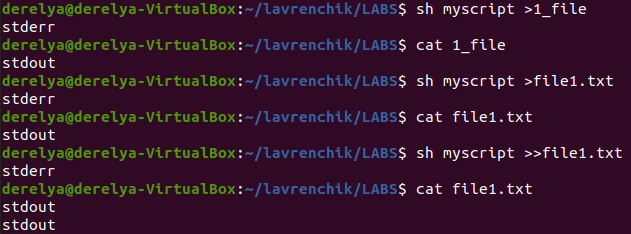 derelya@derelya-VirtualBox:~/lavrenchik/LABS$ sh myscript >1_file
stderr
derelya@derelya-VirtualBox:~/lavrenchik/LABS$ cat 1_file
stdout
derelya@derelya-VirtualBox:~/lavrenchik/LABS$ sh myscript >file1.txt
stderr
derelya@derelya-VirtualBox:~/lavrenchik/LABS$ cat file1.txt
stdout
derelya@derelya-VirtualBox:~/lavrenchik/LABS$ sh myscript >>file1.txt
stderr
derelya@derelya-VirtualBox:~/lavrenchik/LABS$ cat file1.txt
stdout
stdout